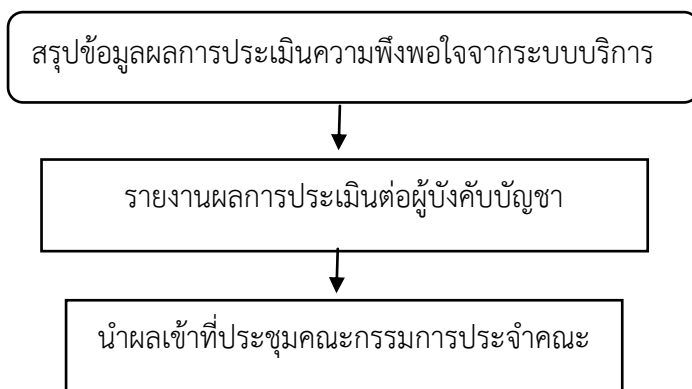 สรุปข้อมูลผลการประเมินความพึงพอใจจากระบบบริการ
รายงานผลการประเมินต่อผู้บังคับบัญชา
นำผลเข้าที่ประชุมคณะกรรมการประจำคณะ